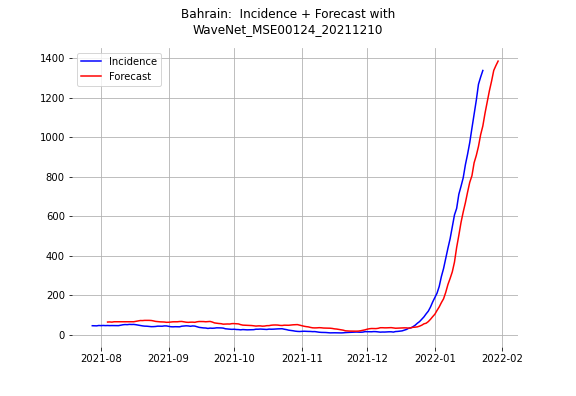 Bahrain:  Incidence + Forecast with
WaveNet_MSE00124_20211210
Incidence
Forecast
1400
1200
1000
800
600
400
200
0
2021-08 2021-09 2021-10 2021-11 2021-12 2022-01 2022-02